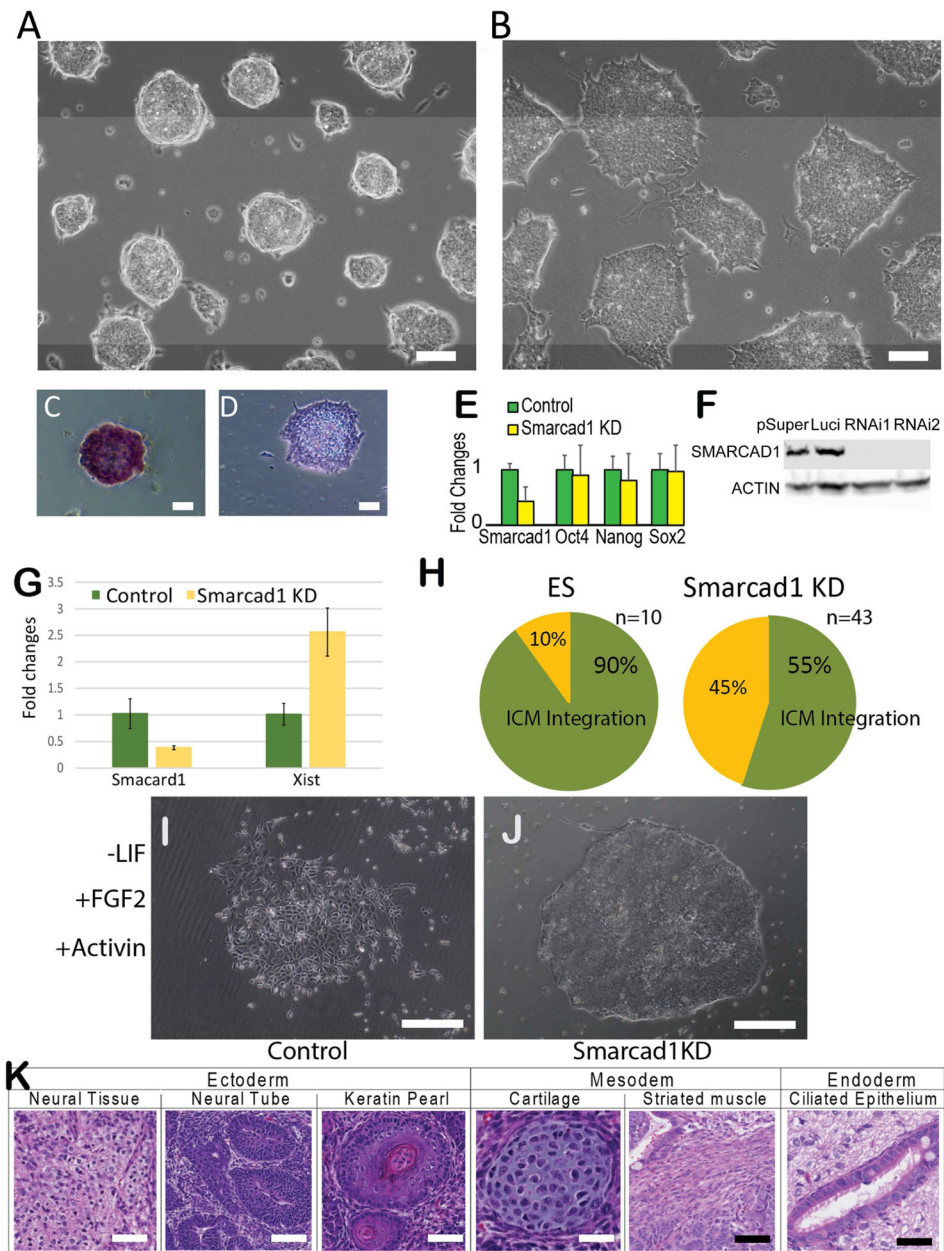 A
B
C
D
E
Control
Smarcad1 KD
Fold Changes
1
0
Smarcad1 Oct4 Nanog Sox2
F
pSuper Luci RNAi1 RNAi2
SMARCAD1
ACTIN
G
Control Smarcad1 KD
Fold changes
3.5
3
2.5
2
1.5
1
0.5
0
Smacard1 Xist
H
ES
n=10
10%
90%
ICM Integration
Smarcad1 KD
n=43
45%
55%
ICM Integration
-LIF
+FGF2
+Activin
I
Control
J
Smarcad1KD
K
Ectoderm Mesodem Endoderm
Neural Tissue Neural Tube Keratin Pearl Cartilage Striated muscle Ciliated Epithelium